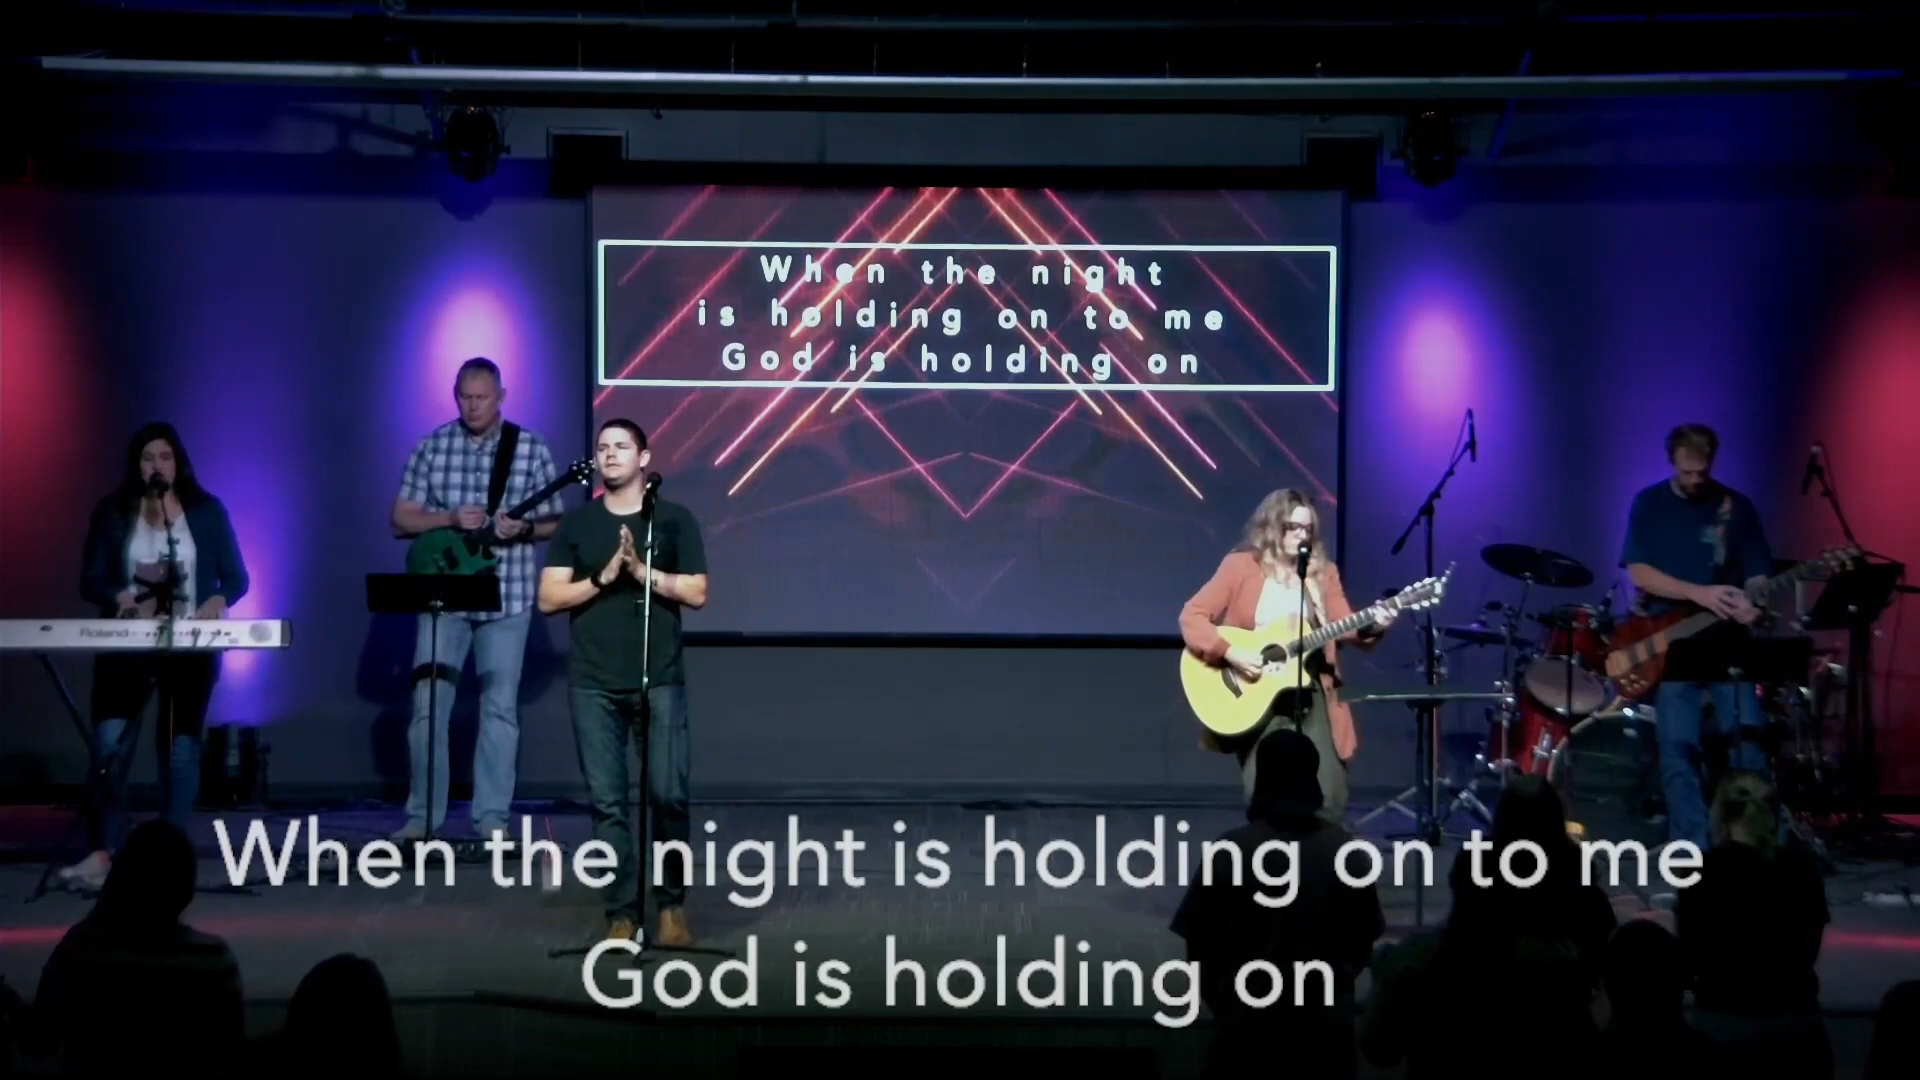 When the night
is holding on to me
God is holding on
Roland
When the night is holding on to me
God is holding on